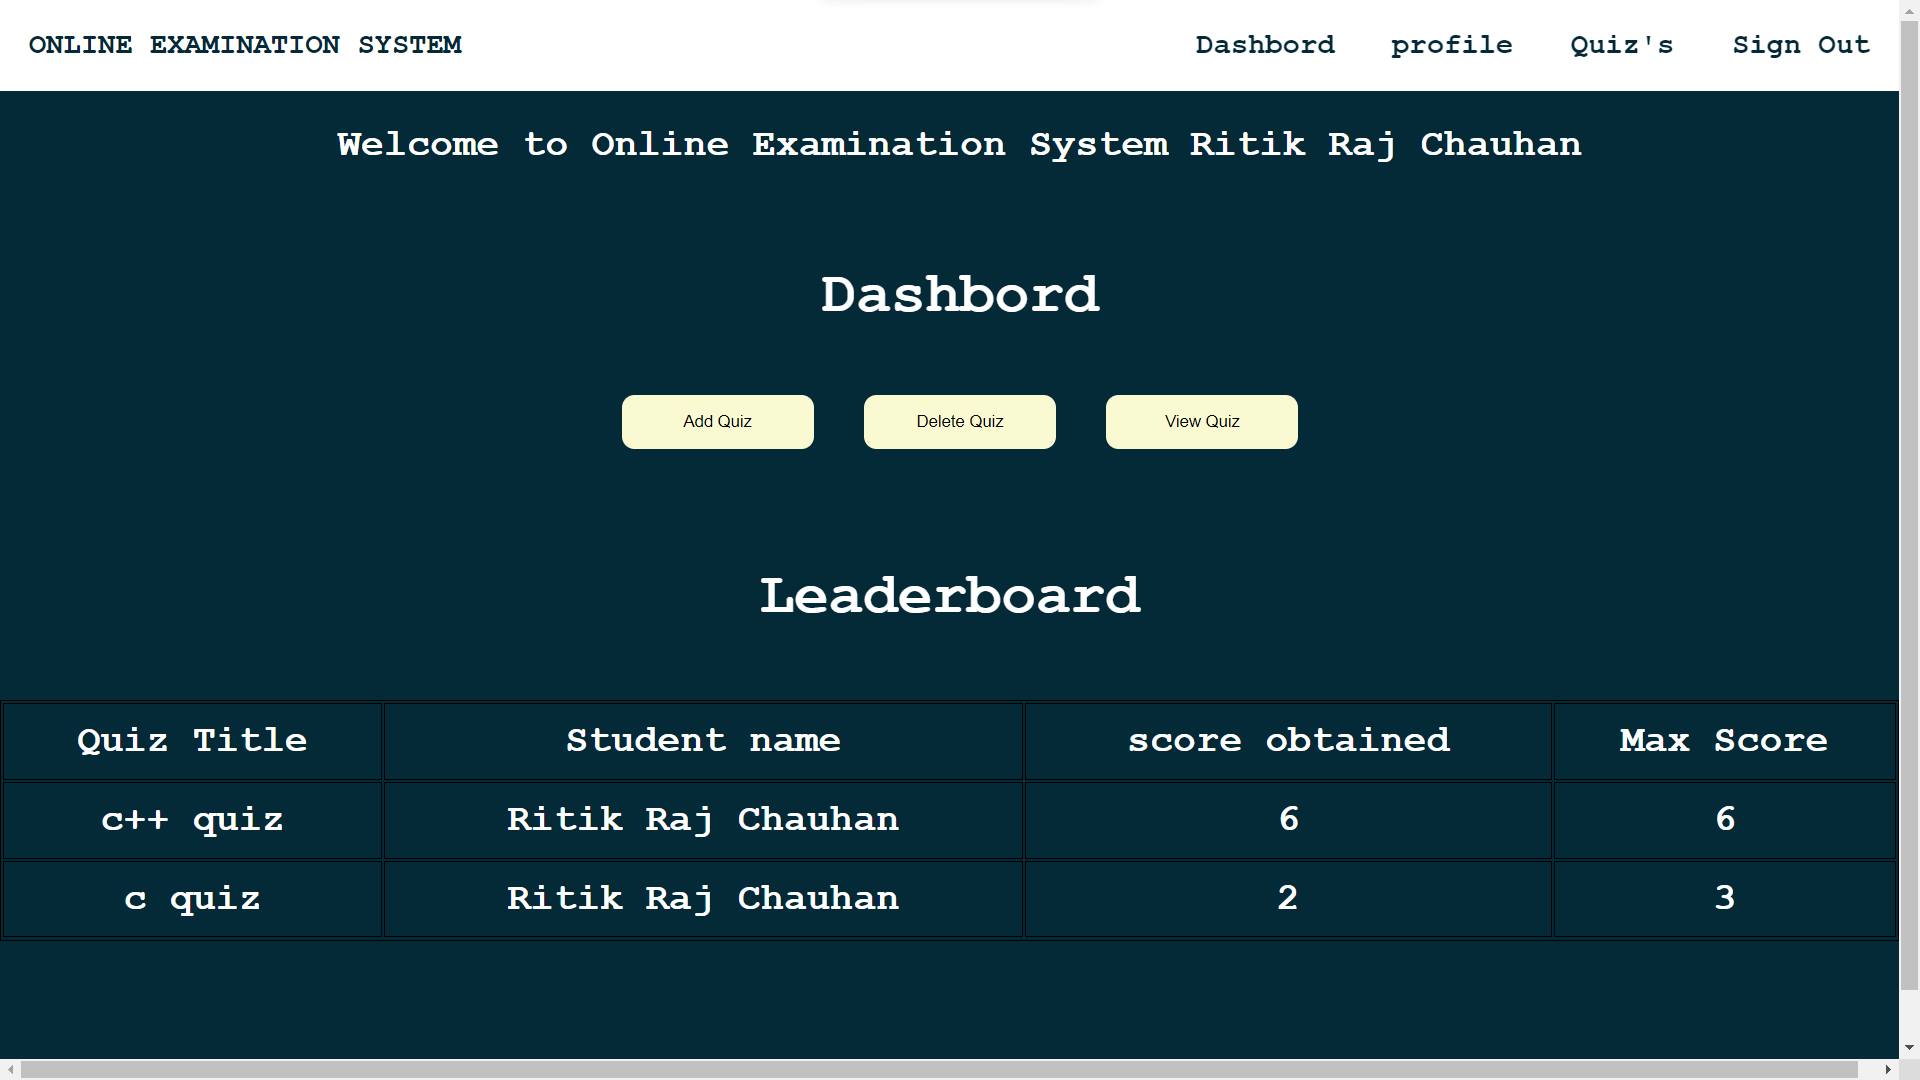 ONLINE EXAMINATION SYSTEM Dashbord profile Quiz's Sign Out
Welcome to Online Examination System Ritik Raj Chauhan
Dashbord
Add Quiz Delete Quiz View Quiz
Leaderboard
Quiz Title Student name score obtained Max Score
c++ quiz Ritik Raj Chauhan 6 6
c quiz Ritik Raj Chauhan 2 3